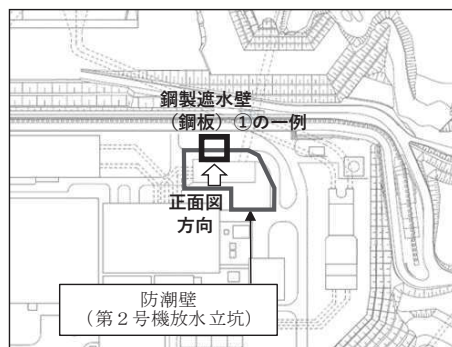 鋼製遮水壁
（鋼板）①の一例
正面図
方向
防潮壁
（第２号機放水立坑）